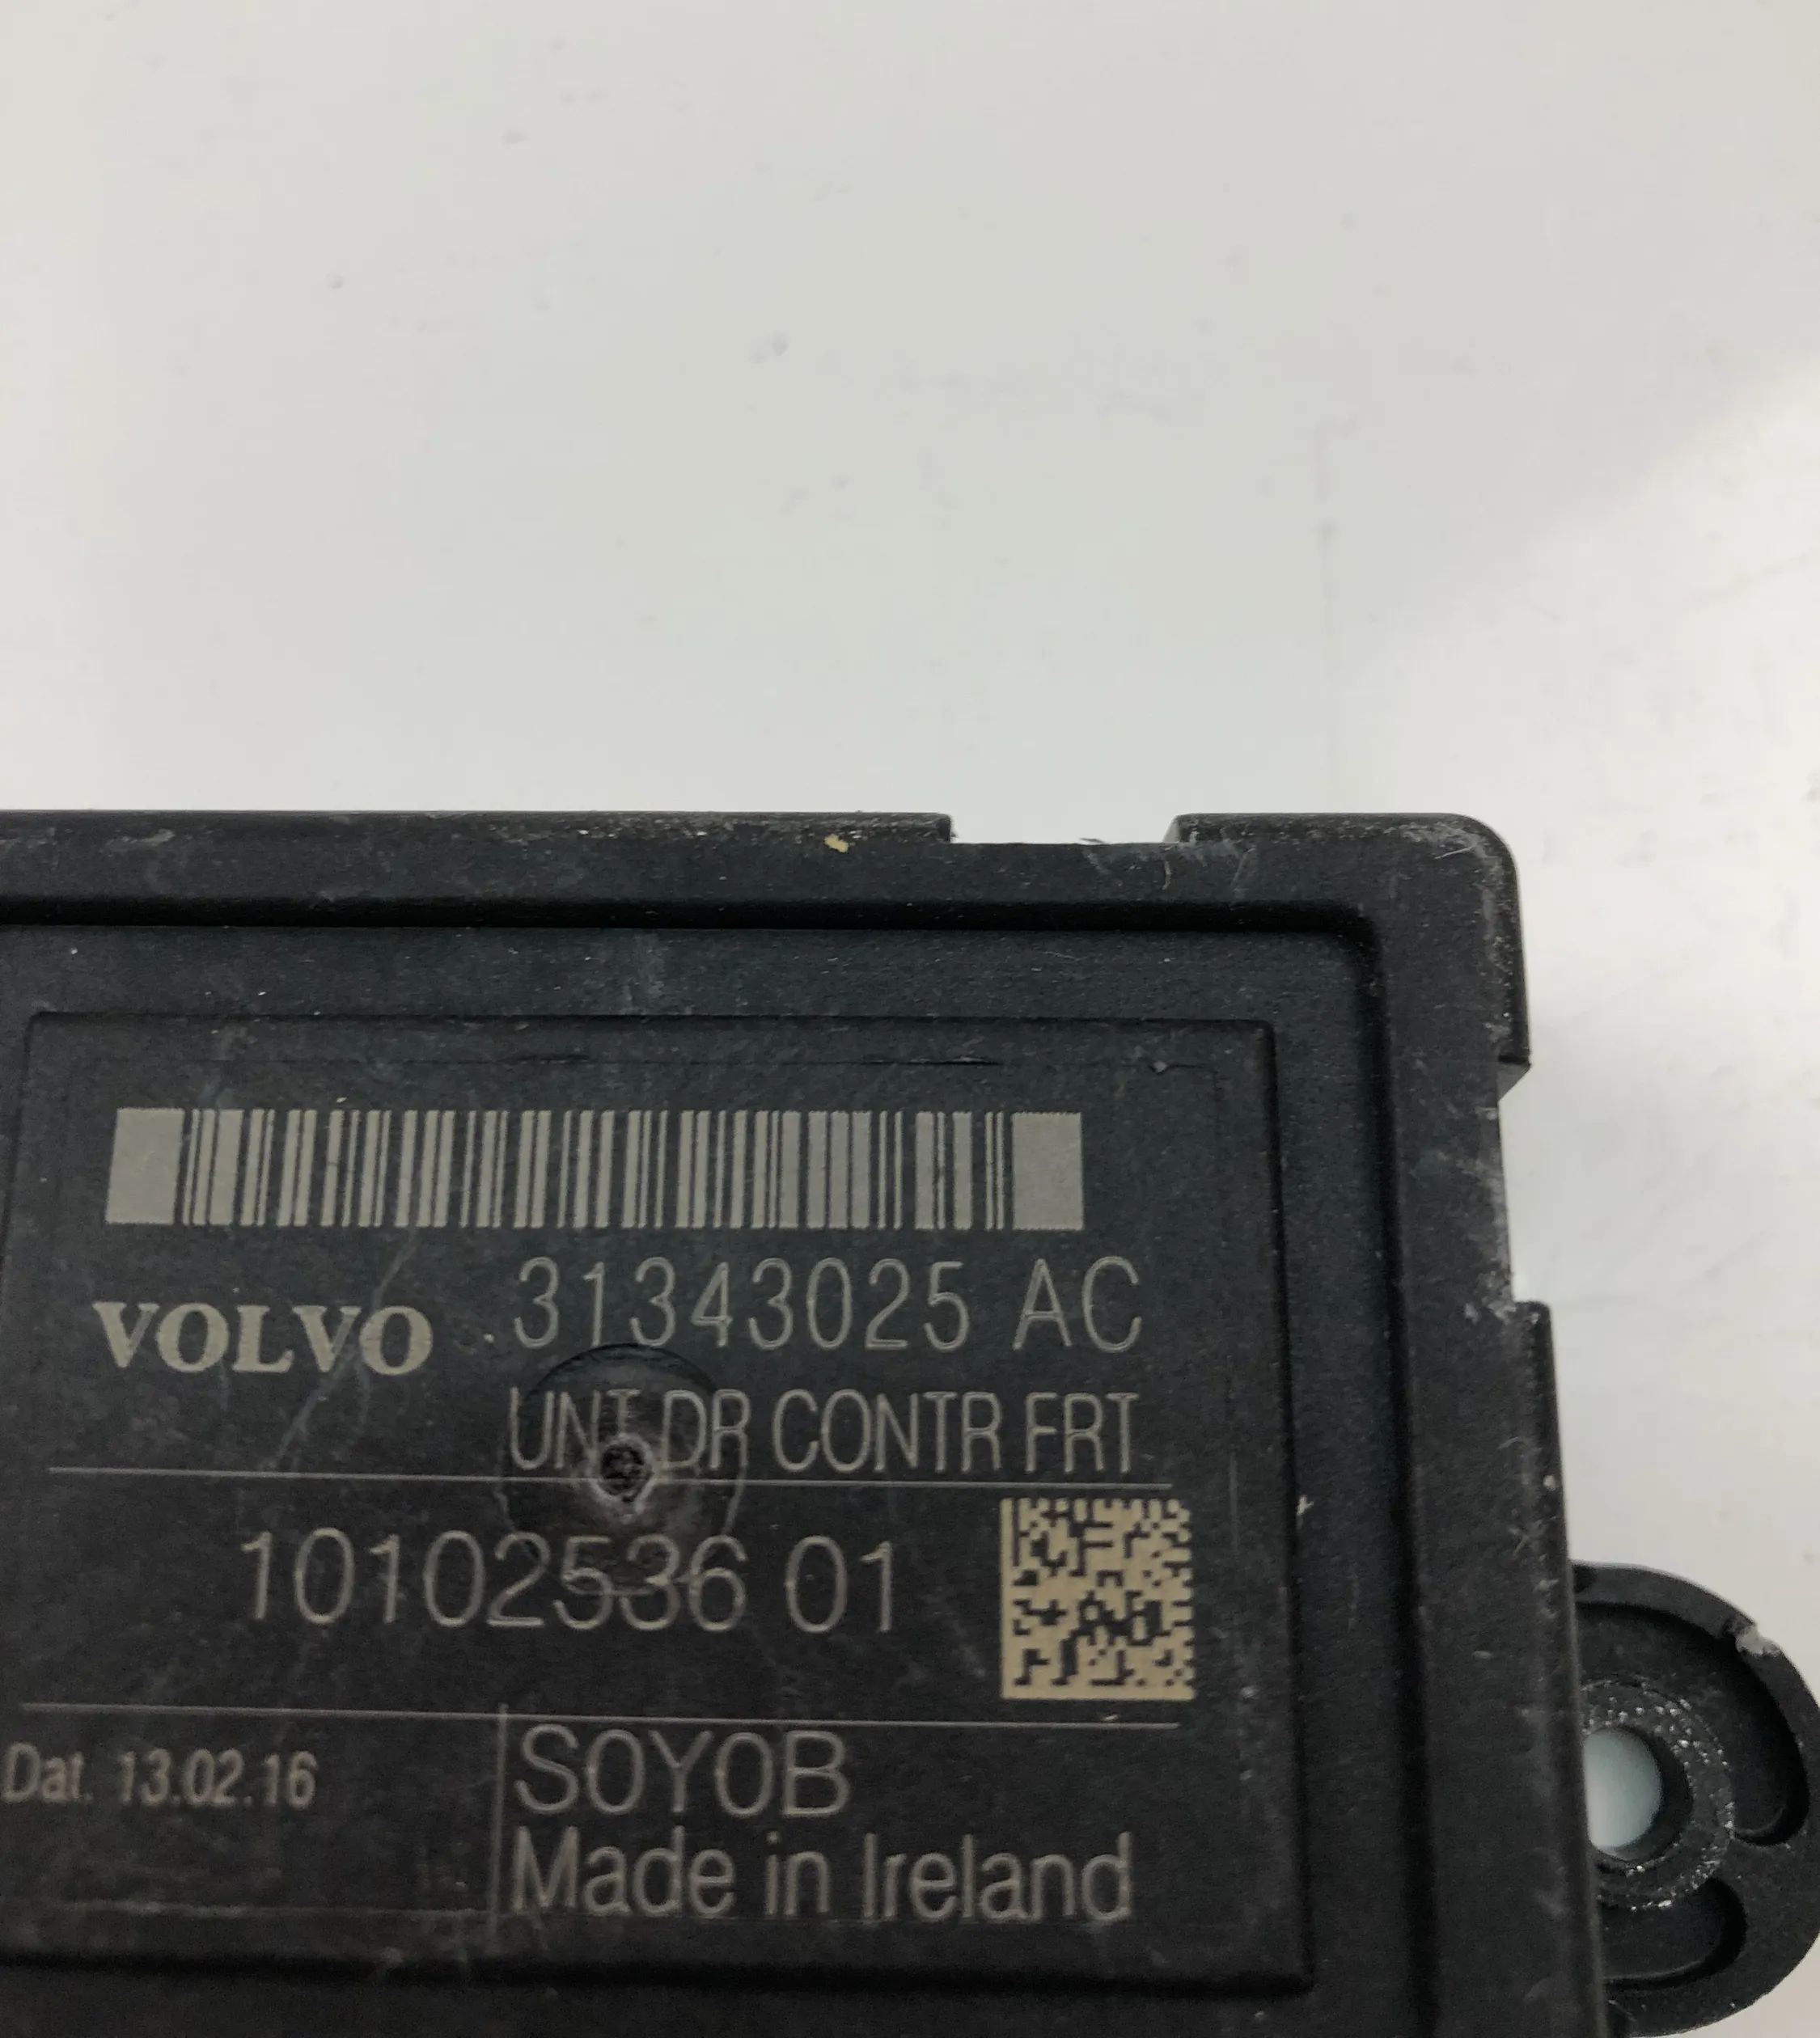 VOLVO 31343025 AC
UNT DR CONTR FRT
10102536 01
Dat. 13.02.16
S0Y0B
Made in Ireland